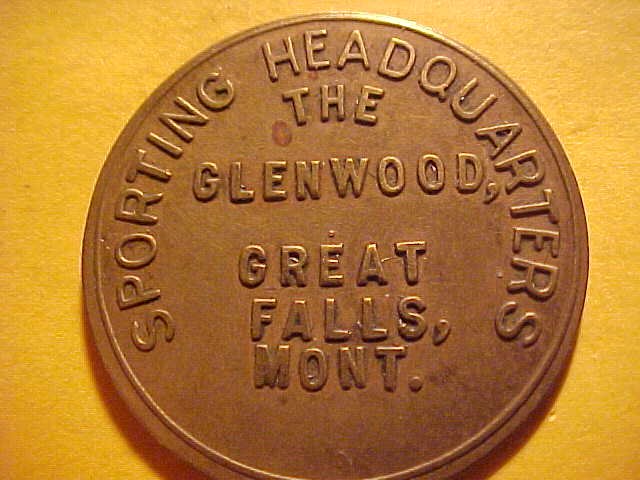 SPORTING HEADQUARTERS
THE
GLENWOOD,
GREAT
FALLS,
MONT.